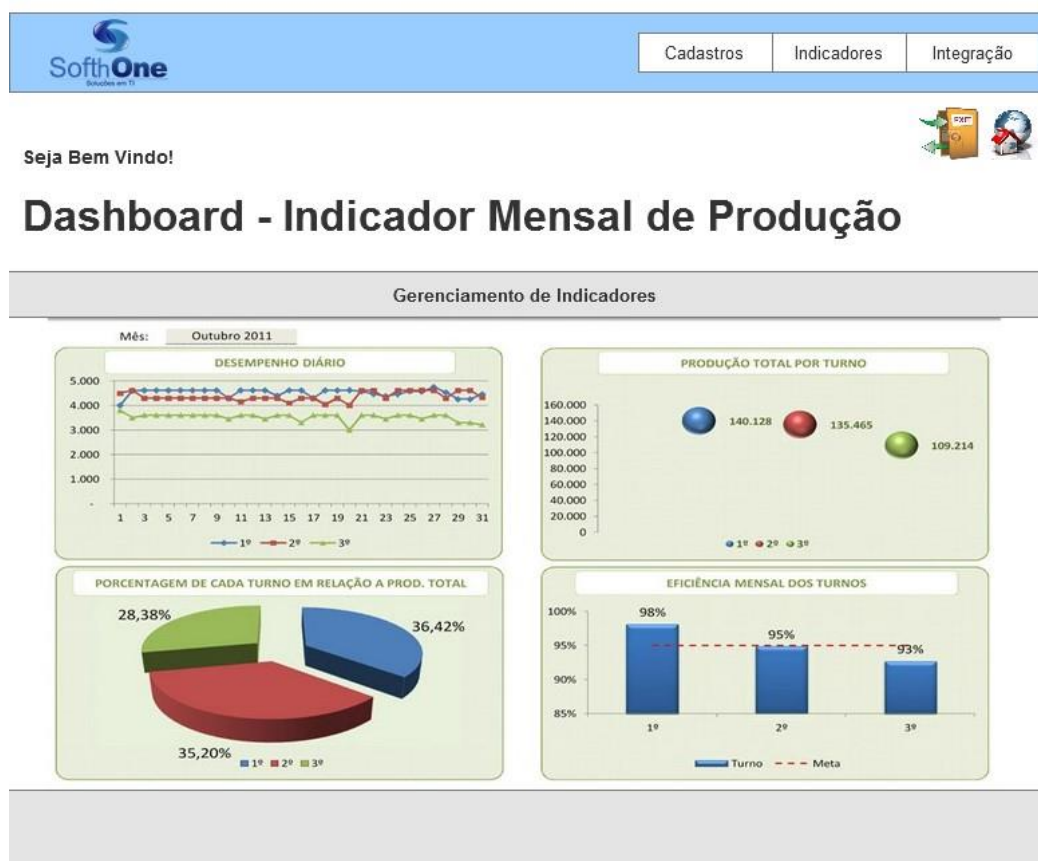 SofthOne
Soluções em TI
Cadastros Indicadores Integração
EXIT
Seja Bem Vindo!
Dashboard - Indicador Mensal de Produção
Gerenciamento de Indicadores
Mês: Outubro 2011
DESEMPENHO DIÁRIO
5.000
4.000
3.000
2.000
1.000
-
1 3 5 7 9 11 13 15 17 19 21 23 25 27 29 31
1º 2º 3º
PRODUÇÃO TOTAL POR TURNO
160.000
140.000
120.000
100.000
80.000
60.000
40.000
20.000
0
140.128
135.465
109.214
1º 2º 3º
PORCENTAGEM DE CADA TURNO EM RELAÇÃO A PROD. TOTAL
28,38%
36,42%
35,20%
1º 2º 3º
EFICIÊNCIA MENSAL DOS TURNOS
100%
95%
90%
85%
98%
95%
93%
1º 2º 3º
Turno Meta